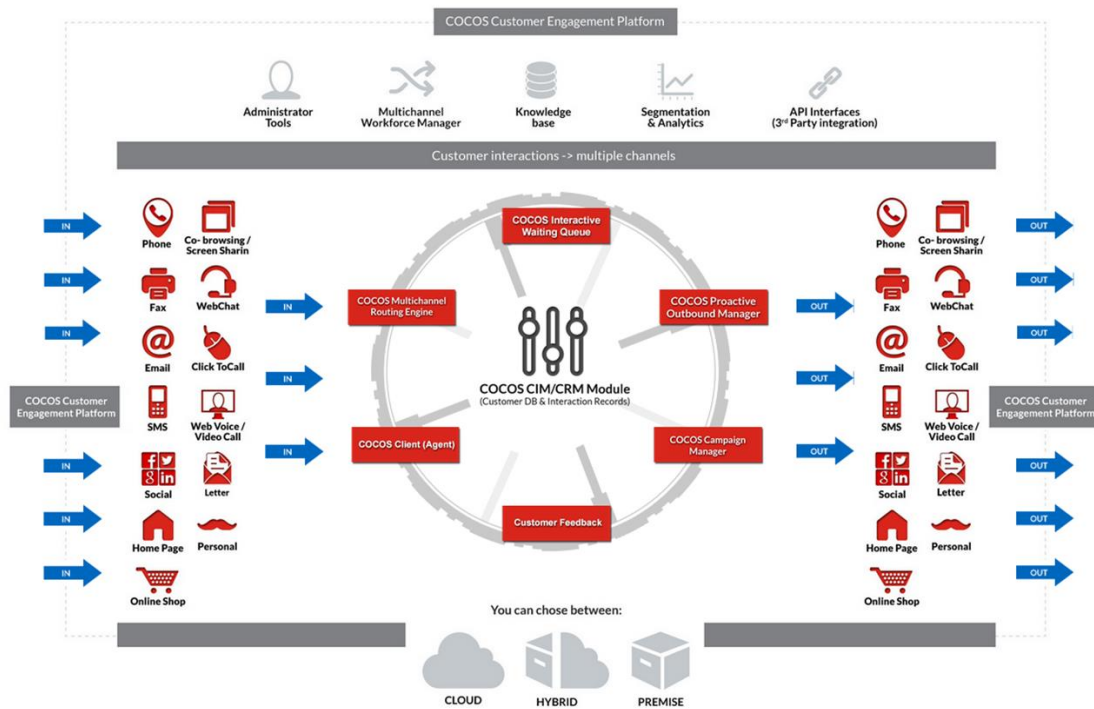 COCOS Customer Engagement Platform
Administrator
Tools
Multichannel
Workforce Manager
Knowledge
base
Segmentation
& Analytics
API Interfaces
(3rd Party integration)
Customer interactions -> multiple channels
IN
IN
IN
IN
IN
IN
COCOS Customer
Engagement Platform
Phone
Co- browsing /
Screen Sharin
Fax
WebChat
Email
Click ToCall
SMS
Web Voice /
Video Call
Social
Letter
Home Page
Personal
Online Shop
IN
IN
IN
COCOS Interactive
Waiting Queue
COCOS Multichannel
Routing Engine
COCOS Proactive
Outbound Manager
COCOS CIM/CRM Module
(Customer DB & Interaction Records)
COCOS Client (Agent)
COCOS Campaign
Manager
Customer Feedback
OUT
OUT
OUT
Phone
Co- browsing /
Screen Sharin
Fax
WebChat
Email
Click ToCall
SMS
Web Voice /
Video Call
Social
Letter
Home Page
Personal
Online Shop
OUT
OUT
OUT
OUT
OUT
OUT
COCOS Customer
Engagement Platform
You can chose between:
CLOUD
HYBRID
PREMISE